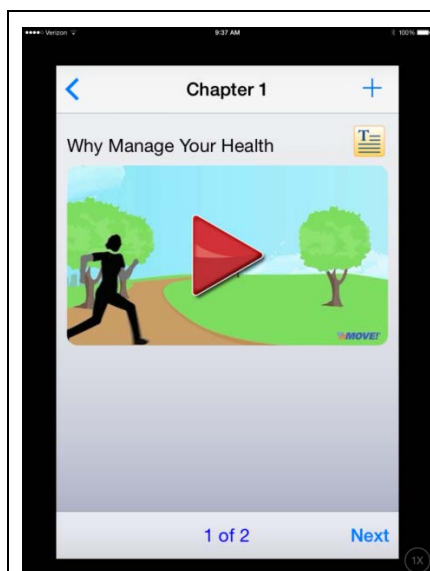 Verizon 9:37 AM 100%
Chapter 1
Why Manage Your Health
T
MOVE!
1 of 2 Next
1X